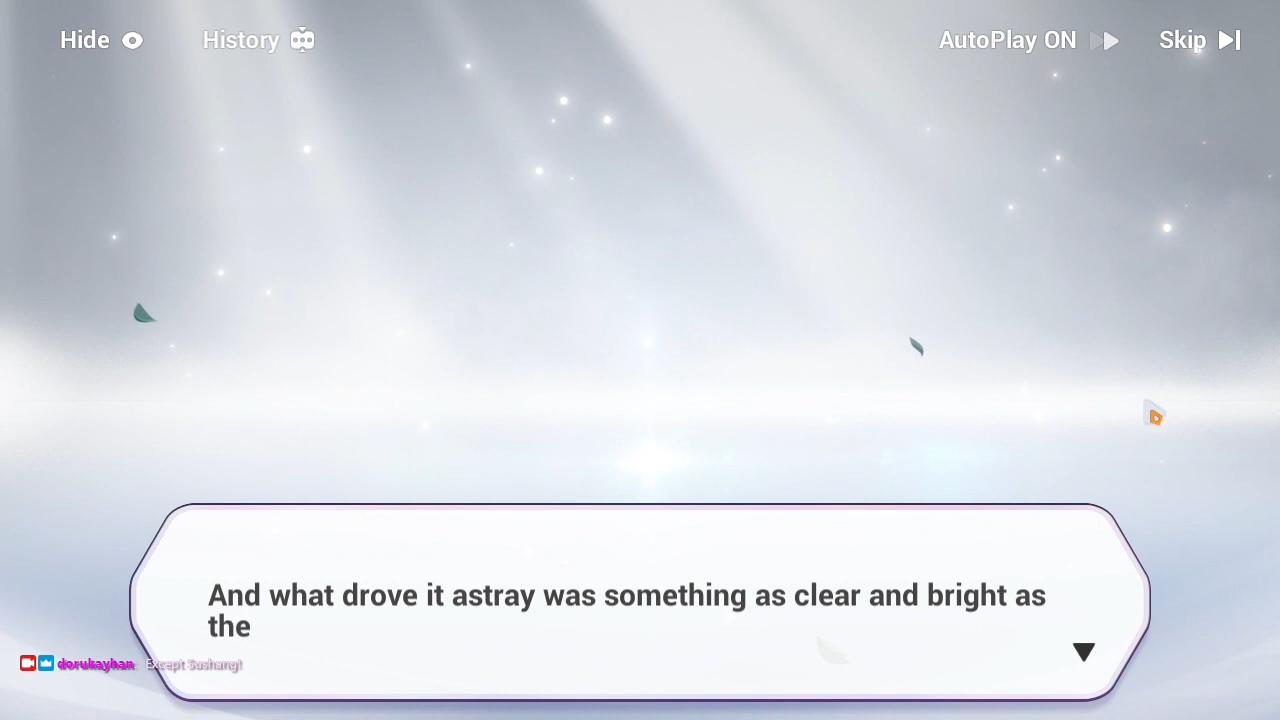 Hide
History
AutoPlay ON
Skip
And what drove it astray was something as clear and bright as
the
dorukayhan Except Sushang!